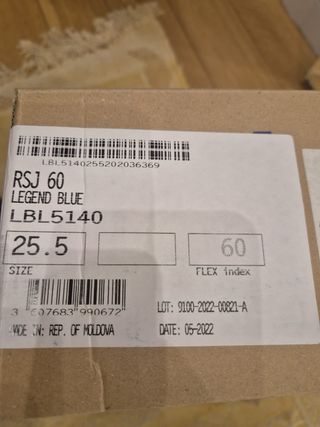 LBL5140255202036369
RSJ 60
LEGEND BLUE
LBL5140
25.5 60
SIZE FLEX index
3 607683 990672
LOT: 9100-2022-00821-A
MADE IN: REP. OF MOLDOVA DATE: 05-2022